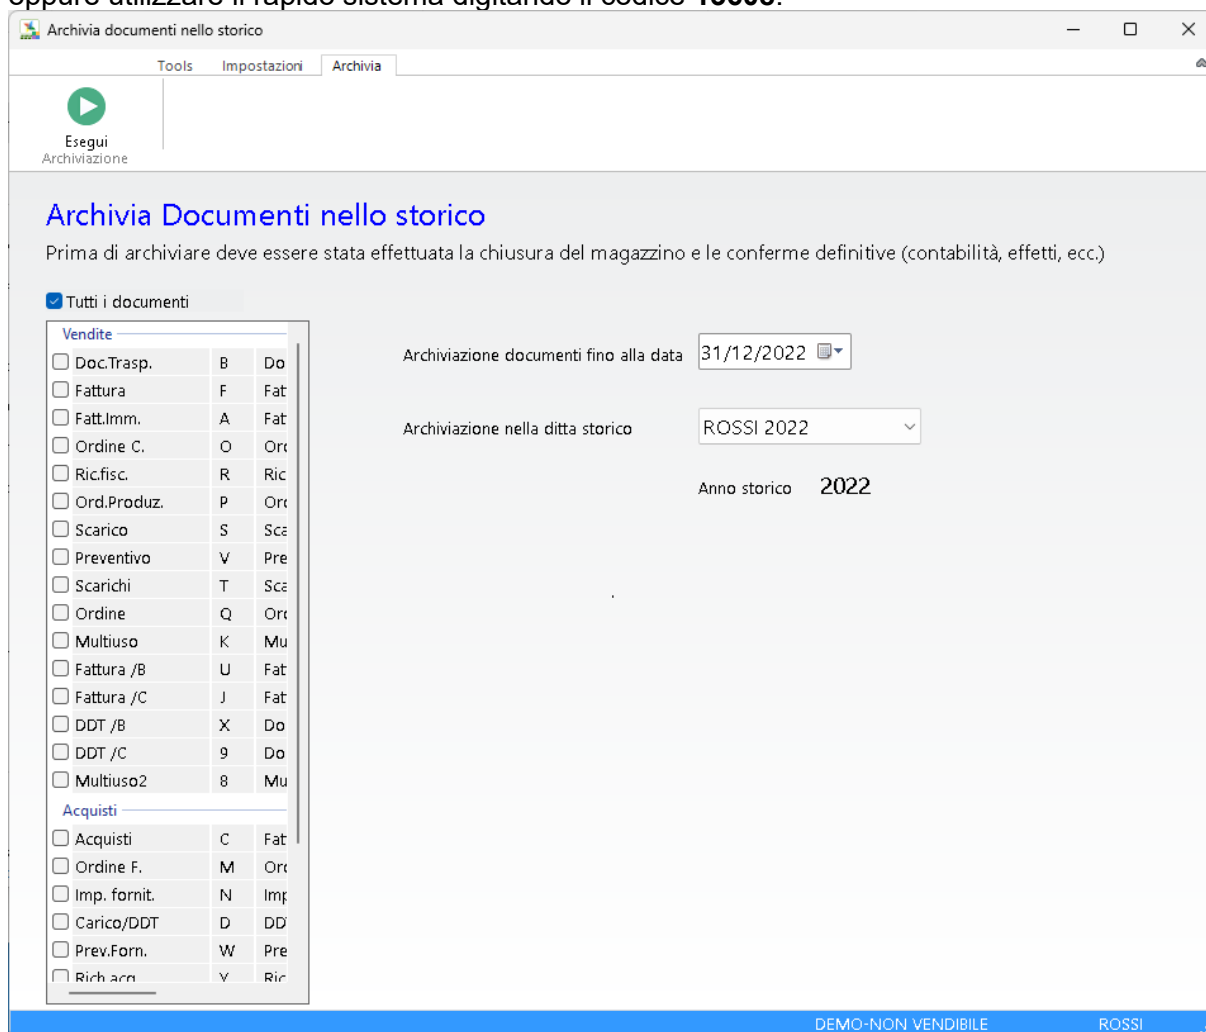 oppure utilizzare il rapido sistema digitando il codice
Archivia documenti nello storico
Tools Impostazioni Archivia
Esegui
Archiviazione
Archivia Documenti nello storico
Prima di archiviare deve essere stata effettuata la chiusura del magazzino e le conferme definitive (contabilità, effetti, ecc.)
Tutti i documenti
Vendite
Doc.Trasp. B Do
Fattura F Fat
Fatt.Imm. A Fat
Ordine C. O Ord
Ric.fisc. R Ric
Ord.Produz. P Ord
Scarico S Sca
Preventivo V Pre
Scarichi T Sca
Ordine Q Ord
Multiuso K Mu
Fattura /B U Fat
Fattura /C J Fat
DDT /B X Do
DDT /C 9 Do
Multiuso2 8 Mu
Acquisti
Acquisti C Fat
Ordine F. M Ord
Imp. fornit. N Imp
Carico/DDT D DD
Prev.Forn. W Pre
Rich.acq. Y Ric
Archiviazione documenti fino alla data 31/12/2022
Archiviazione nella ditta storico ROSSI 2022
Anno storico 2022
DEMO-NON VENDIBILE ROSSI